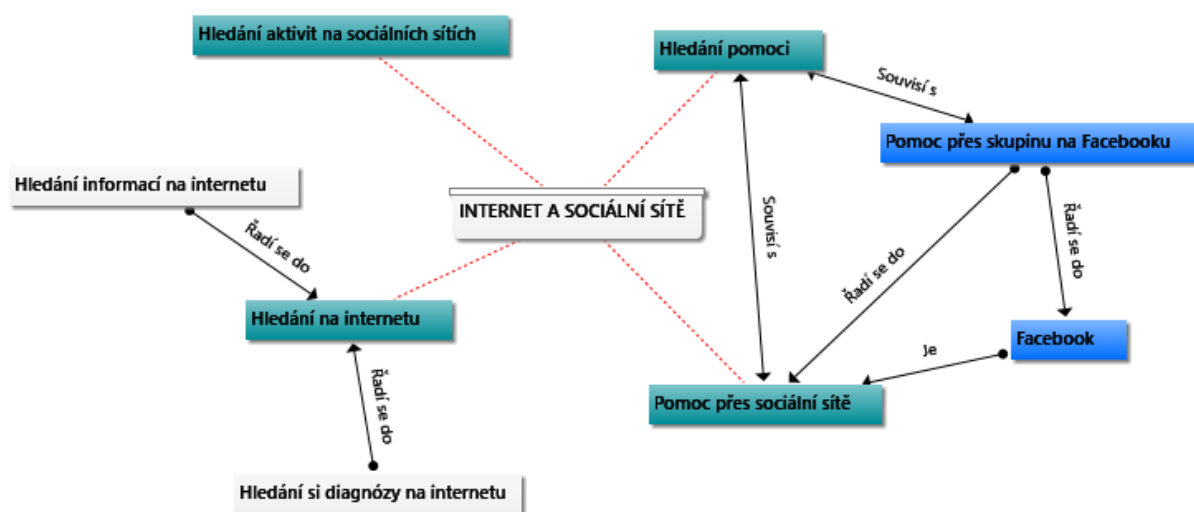 Hledání aktivit na sociálních sítích
Hledání pomoci
Souvisí s
Pomoc přes skupinu na Facebooku
Hledání informací na internetu
INTERNET A SOCIÁLNÍ SÍTĚ
Souvisí s
Řadí se do
Řadí se do
Řadí se do
Hledání na internetu
Facebook
Je
Řadí se do
Pomoc přes sociální sítě
Hledání si diagnózy na internetu